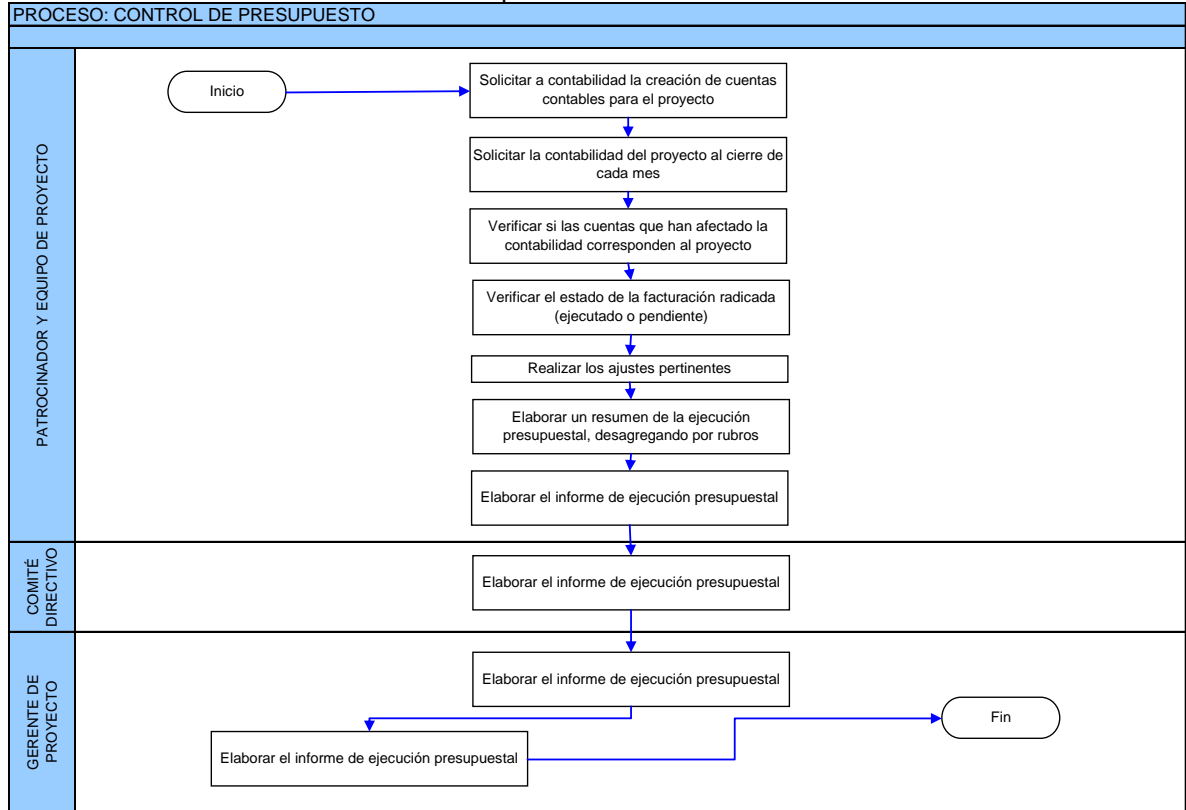 PROCESO: CONTROL DE PRESUPUESTO
PATROCINADOR Y EQUIPO DE PROYECTO
Inicio
Solicitar a contabilidad la creación de cuentas
contables para el proyecto
Solicitar la contabilidad del proyecto al cierre de
cada mes
Verificar si las cuentas que han afectado la
contabilidad corresponden al proyecto
Verificar el estado de la facturación radicada
(ejecutado o pendiente)
Realizar los ajustes pertinentes
Elaborar un resumen de la ejecución
presupuestal, desagregando por rubros
Elaborar el informe de ejecución presupuestal
COMITÉ
DIRECTIVO
Elaborar el informe de ejecución presupuestal
GERENTE DE
PROYECTO
Elaborar el informe de ejecución presupuestal
Elaborar el informe de ejecución presupuestal
Fin